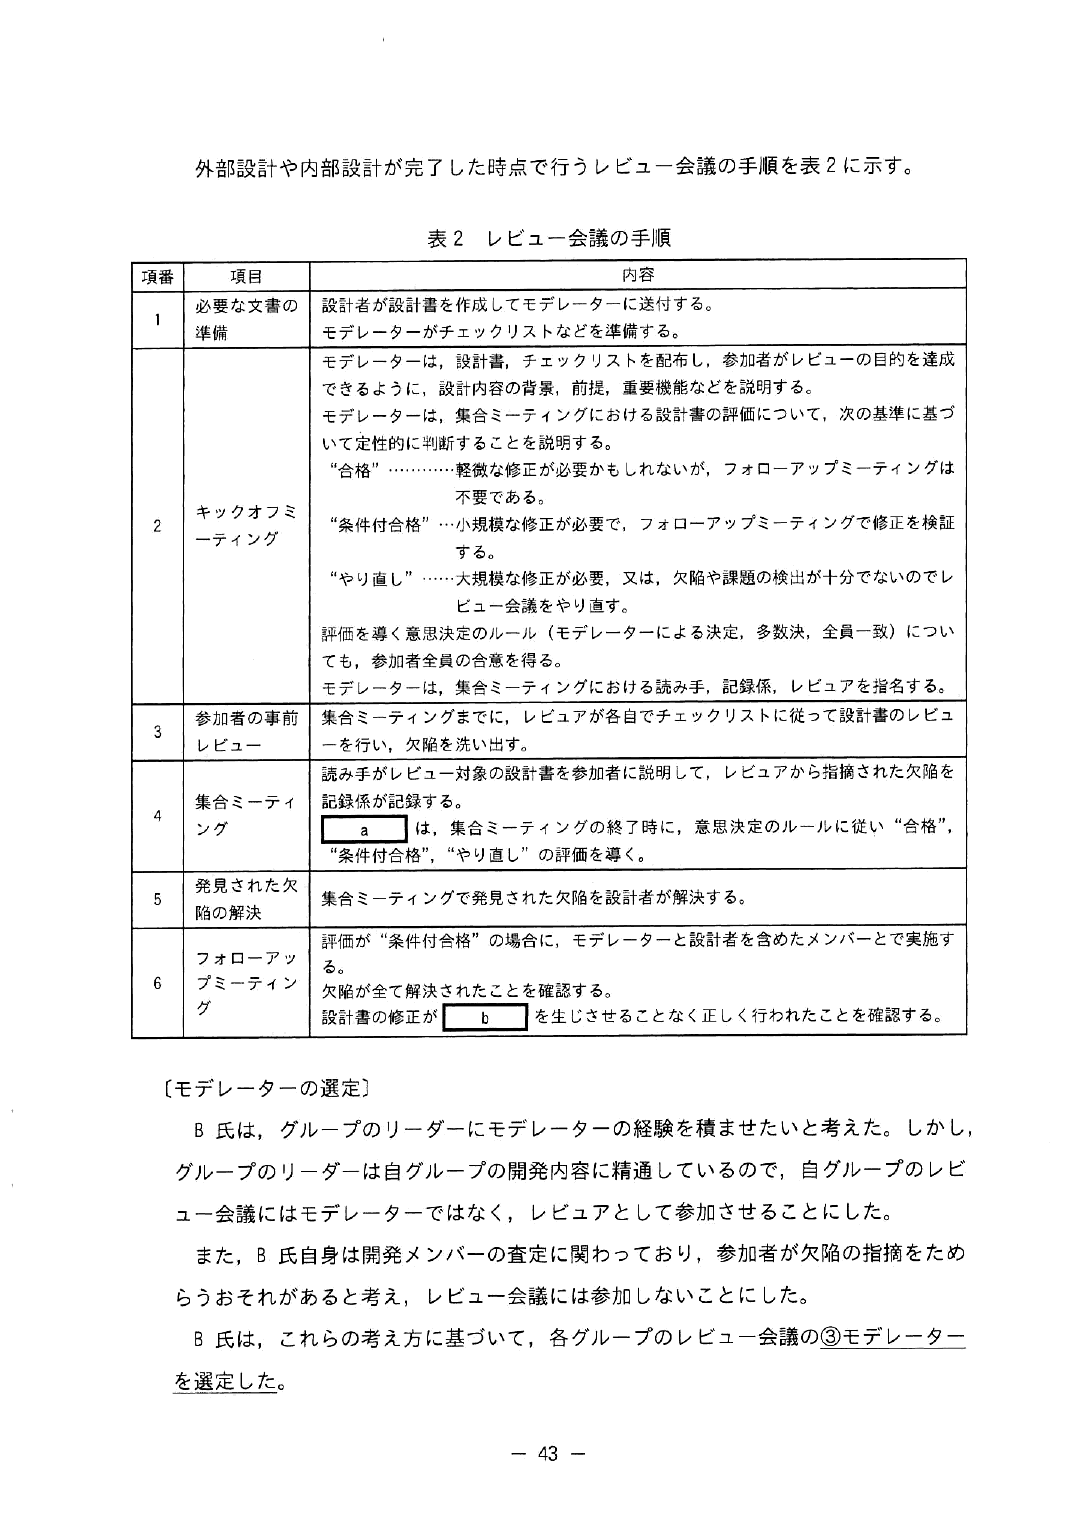 外部設計や内部設計が完了した時点で行うレビュー会議の手順を表2に示す。
表2　レビュー会議の手順
項番　項目　内容
1　必要な文書の準備
設計者が設計書を作成してモデレーターに送付する。
モデレーターがチェックリストなどを準備する。
2　キックオフミーティング
モデレーターは，設計書，チェックリストを配布し，参加者がレビューの目的を達成
できるように，設計内容の背景，前提，重要機能などを説明する。
モデレーターは，集合ミーティングにおける設計書の評価について，次の基準に基づ
いて定性的に判断することを説明する。
“合格” …………軽微な修正が必要かもしれないが，フォローアップミーティングは
不要である。
“条件付合格” …小規模な修正が必要で，フォローアップミーティングで修正を検証
する。
“やり直し” ……大規模な修正が必要，又は，欠陥や課題の検出が十分でないのでレ
ビュー会議をやり直す。
評価を導く意思決定のルール（モデレーターによる決定，多数決，全員一致）につい
ても，参加者全員の合意を得る。
モデレーターは，集合ミーティングにおける読み手，記録係，レビュアを指名する。
3　参加者の事前レビュー
集合ミーティングまでに，レビュアが各自でチェックリストに従って設計書のレビュ
ーを行い，欠陥を洗い出す。
4　集合ミーティング
読み手がレビュー対象の設計書を参加者に説明して，レビュアから指摘された欠陥を
記録係が記録する。
a は，集合ミーティングの終了時に，意思決定のルールに従い“合格”，
“条件付合格”，“やり直し”の評価を導く。
5　発見された欠陥の解決
集合ミーティングで発見された欠陥を設計者が解決する。
6　フォローアップミーティング
評価が“条件付合格”の場合に，モデレーターと設計者を含めたメンバーとで実施す
る。
欠陥が全て解決されたことを確認する。
設計書の修正が b を生じさせることなく正しく行われたことを確認する。
〔モデレーターの選定〕
B 氏は，グループのリーダーにモデレーターの経験を積ませたいと考えた。しかし，
グループのリーダーは自グループの開発内容に精通しているので，自グループのレビ
ュー会議にはモデレーターではなく，レビュアとして参加させることにした。
また，B 氏自身は開発メンバーの査定に関わっており，参加者が欠陥の指摘をため
らうおそれがあると考え，レビュー会議には参加しないことにした。
B 氏は，これらの考え方に基づいて，各グループのレビュー会議の③モデレーター
を選定した。
－ 43 －